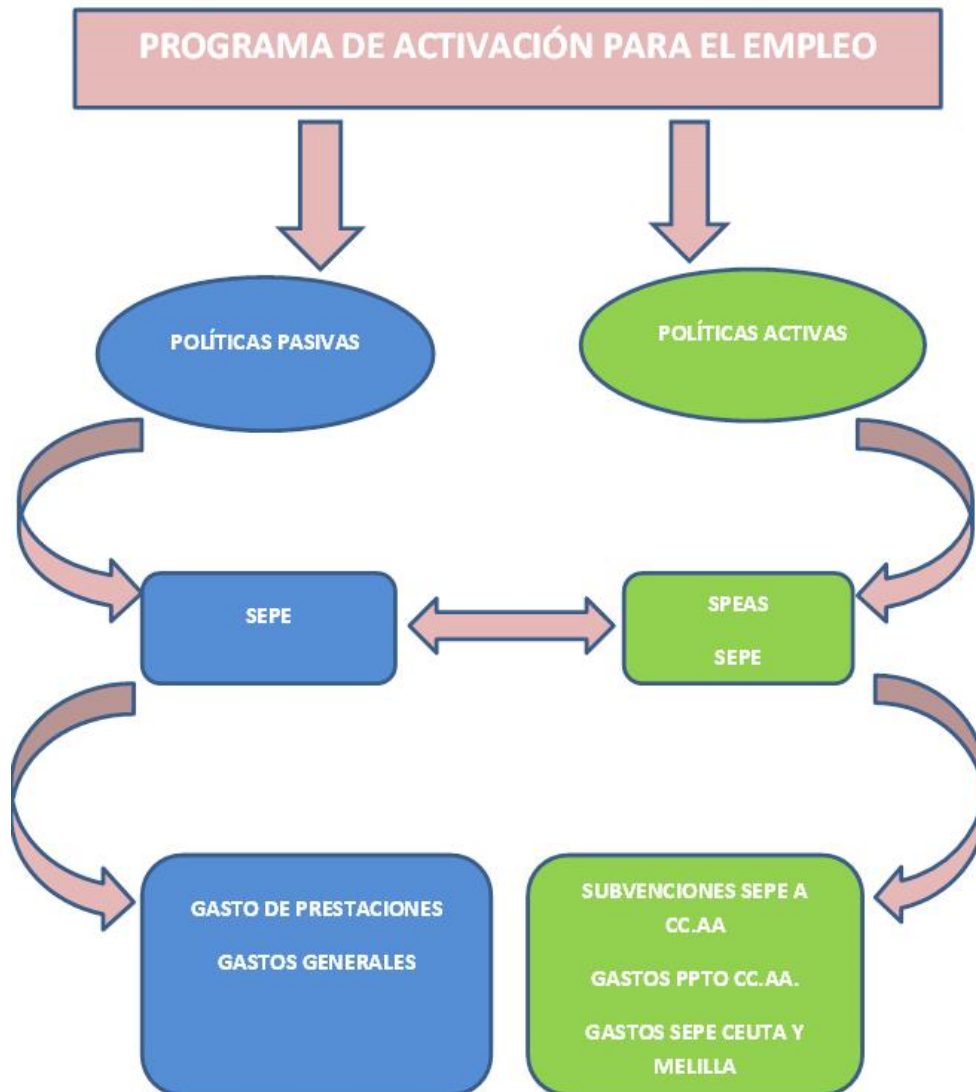 PROGRAMA DE ACTIVACIÓN PARA EL EMPLEO
POLÍTICAS PASIVAS
POLÍTICAS ACTIVAS
SEPE
SPEAS
SEPE
GASTO DE PRESTACIONES
GASTOS GENERALES
SUBVENCIONES SEPE A
CC.AA
GASTOS PPTO CC.AA.
GASTOS SEPE CEUTA Y
MELILLA